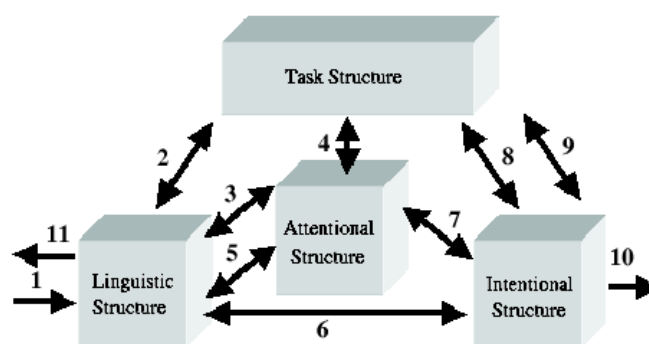 Task Structure
2
4
8
9
3
Attentional
Structure
7
11
1
Linguistic
Structure
5
6
Intentional
Structure
10